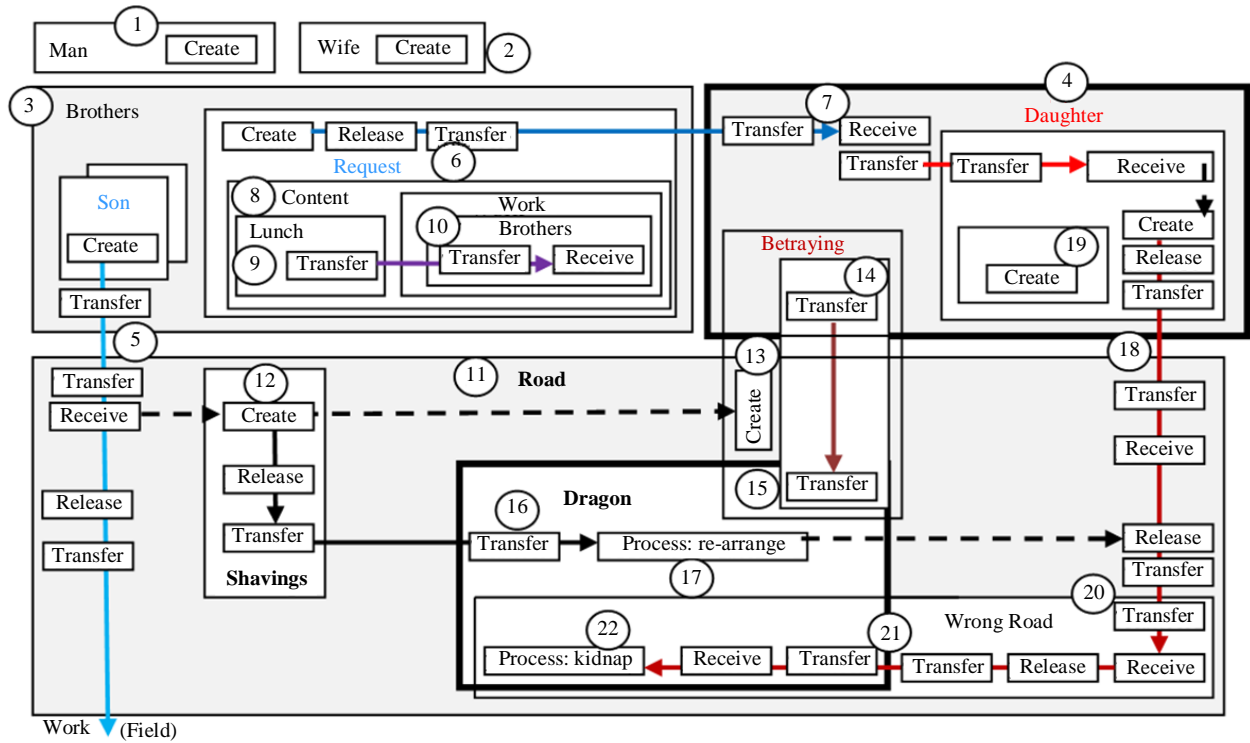 1
Man
Create
Wife
Create
2
3
Brothers
4
Daughter
7
Create
Release
Transfer
Transfer
Receive
Request
6
Transfer
Transfer
Receive
8
Content
Work
Son
Lunch
10
Brothers
Create
9
Transfer
Transfer
Receive
Betraying
Create
19
Create
Release
Transfer
14
Transfer
Transfer
5
18
11
Road
13
12
Transfer
Receive
Create
Create
Transfer
Receive
Release
15
Transfer
Release
Dragon
16
Transfer
Transfer
Transfer
Process: re-arrange
Release
Transfer
Shavings
17
20
Wrong Road
Transfer
22
21
Process: kidnap
Receive
Transfer
Transfer
Release
Receive
Work
(Field)